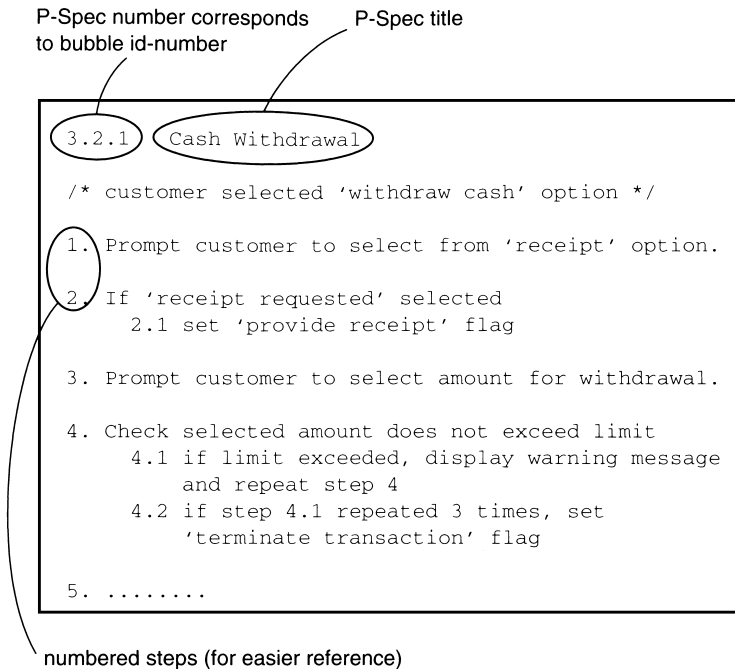 P-Spec number corresponds
to bubble id-number
P-Spec title
3.2.1 Cash Withdrawal
/* customer selected ‘withdraw cash’ option */
1. Prompt customer to select from ‘receipt’ option.
2. If ‘receipt requested’ selected
2.1 set ‘provide receipt’ flag
3. Prompt customer to select amount for withdrawal.
4. Check selected amount does not exceed limit
4.1 if limit exceeded, display warning message
and repeat step 4
4.2 if step 4.1 repeated 3 times, set
‘terminate transaction’ flag
5. ........
numbered steps (for easier reference)